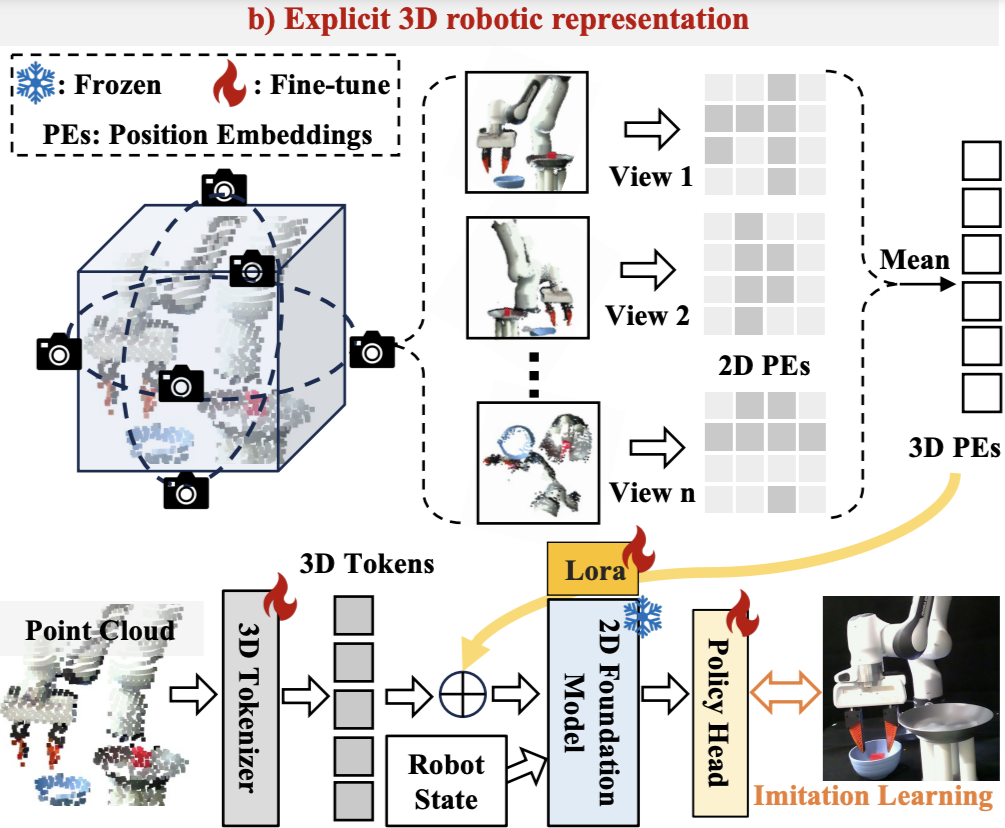 b) Explicit 3D robotic representation
: Frozen
: Fine-tune
PEs: Position Embeddings
View 1
View 2
View n
2D PEs
Mean
3D PEs
3D Tokens
Lora
Point Cloud
3D Tokenizer
Robot
State
2D Foundation
Model
Policy Head
Imitation Learning